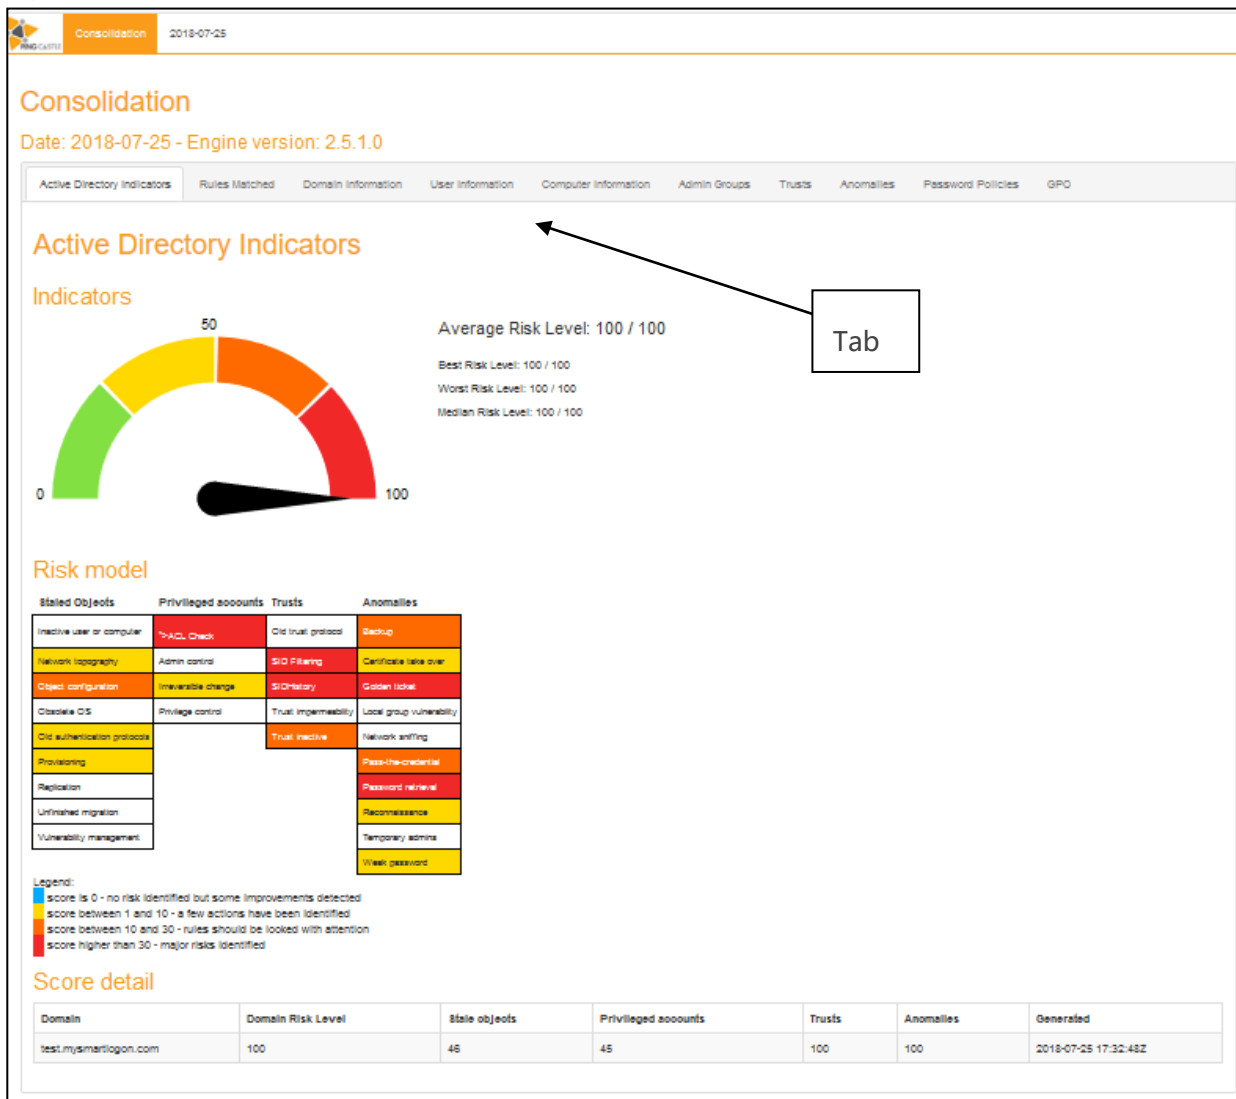 PING CASTLE Consolidation 2018-07-25
Consolidation
Date: 2018-07-25 - Engine version: 2.5.1.0
Active Directory Indicators Rules Matched Domain Information User Information Computer Information Admin Groups Trusts Anomalies Password Policies GPO
Active Directory Indicators
Indicators
50
0
100
Average Risk Level: 100 / 100
Best Risk Level: 100 / 100
Worst Risk Level: 100 / 100
Median Risk Level: 100 / 100
Tab
Risk model
Staled Objects Privileged accounts Trusts Anomalies
Inactive user or computer ">ACL Check Old trust protocol Backup
Network topography Admin control SID Filtering Certificate take over
Object configuration Irreversible change SIDHistory Golden ticket
Obsolete OS Privilege control Trust impermeability Local group vulnerability
Old authentication protocols Trust inactive Network sniffing
Provisioning Pass-the-credential
Replication Password retrieval
Unfinished migration Reconnaissance
Vulnerability management Temporary admins
Weak password
Legend:
score is 0 - no risk identified but some improvements detected
score between 1 and 10 - a few actions have been identified
score between 10 and 30 - rules should be looked with attention
score higher than 30 - major risks identified
Score detail
Domain Domain Risk Level Stale objects Privileged accounts Trusts Anomalies Generated
test.mysmartlogon.com 100 46 45 100 100 2018-07-25 17:32:48Z